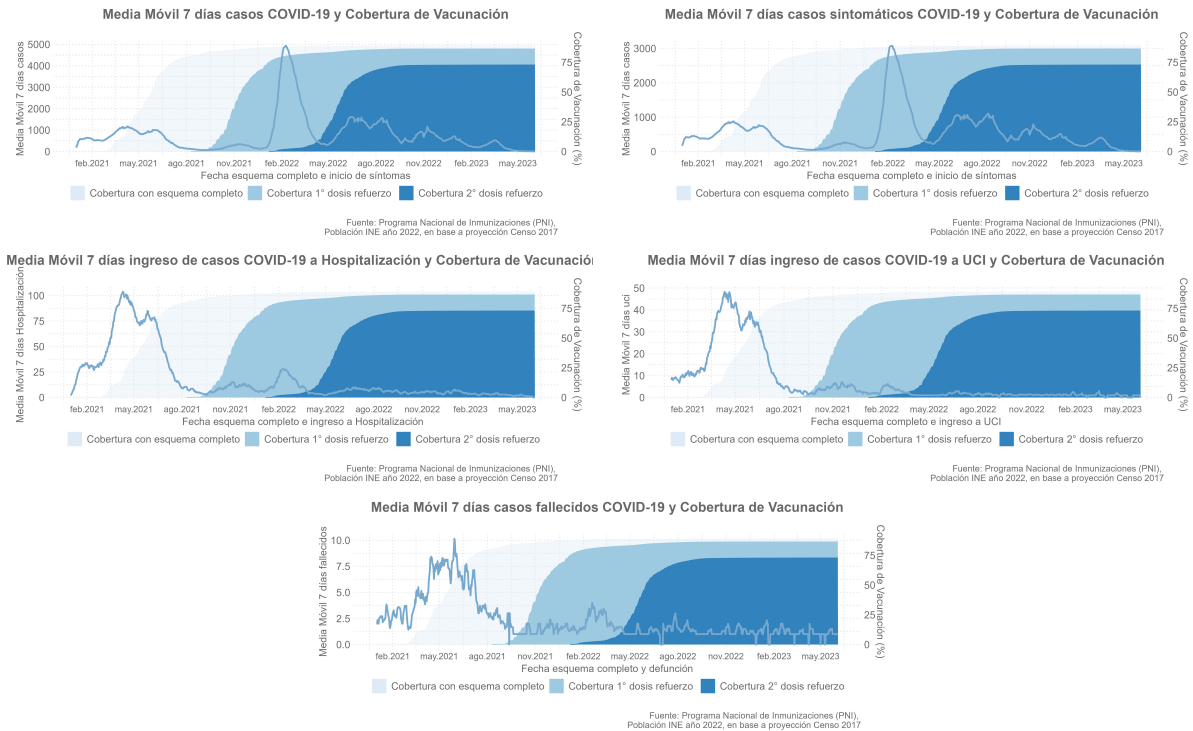 Media Móvil 7 días casos COVID-19 y Cobertura de Vacunación
Media Móvil 7 días casos
5000
4000
3000
2000
1000
0
Cobertura de Vacunación (%)
75
50
25
0
feb.2021 may.2021 ago.2021 nov.2021 feb.2022 may.2022 ago.2022 nov.2022 feb.2023 may.2023
Fecha esquema completo e inicio de síntomas
Cobertura con esquema completo Cobertura 1° dosis refuerzo Cobertura 2° dosis refuerzo
Fuente: Programa Nacional de Inmunizaciones (PNI),
Población INE año 2022, en base a proyección Censo 2017
Media Móvil 7 días casos sintomáticos COVID-19 y Cobertura de Vacunación
Media Móvil 7 días casos
3000
2000
1000
0
Cobertura de Vacunación (%)
75
50
25
0
feb.2021 may.2021 ago.2021 nov.2021 feb.2022 may.2022 ago.2022 nov.2022 feb.2023 may.2023
Fecha esquema completo e inicio de síntomas
Cobertura con esquema completo Cobertura 1° dosis refuerzo Cobertura 2° dosis refuerzo
Fuente: Programa Nacional de Inmunizaciones (PNI),
Población INE año 2022, en base a proyección Censo 2017
Media Móvil 7 días ingreso de casos COVID-19 a Hospitalización y Cobertura de Vacunación
Media Móvil 7 días Hospitalización
100
75
50
25
0
Cobertura de Vacunación (%)
75
50
25
0
feb.2021 may.2021 ago.2021 nov.2021 feb.2022 may.2022 ago.2022 nov.2022 feb.2023 may.2023
Fecha esquema completo e ingreso a Hospitalización
Cobertura con esquema completo Cobertura 1° dosis refuerzo Cobertura 2° dosis refuerzo
Fuente: Programa Nacional de Inmunizaciones (PNI),
Población INE año 2022, en base a proyección Censo 2017
Media Móvil 7 días ingreso de casos COVID-19 a UCI y Cobertura de Vacunación
Media Móvil 7 días uci
50
40
30
20
10
0
Cobertura de Vacunación (%)
75
50
25
0
feb.2021 may.2021 ago.2021 nov.2021 feb.2022 may.2022 ago.2022 nov.2022 feb.2023 may.2023
Fecha esquema completo e ingreso a UCI
Cobertura con esquema completo Cobertura 1° dosis refuerzo Cobertura 2° dosis refuerzo
Fuente: Programa Nacional de Inmunizaciones (PNI),
Población INE año 2022, en base a proyección Censo 2017
Media Móvil 7 días casos fallecidos COVID-19 y Cobertura de Vacunación
Media Móvil 7 días fallecidos
10.0
7.5
5.0
2.5
0.0
Cobertura de Vacunación (%)
75
50
25
0
feb.2021 may.2021 ago.2021 nov.2021 feb.2022 may.2022 ago.2022 nov.2022 feb.2023 may.2023
Fecha esquema completo y defunción
Cobertura con esquema completo Cobertura 1° dosis refuerzo Cobertura 2° dosis refuerzo
Fuente: Programa Nacional de Inmunizaciones (PNI),
Población INE año 2022, en base a proyección Censo 2017